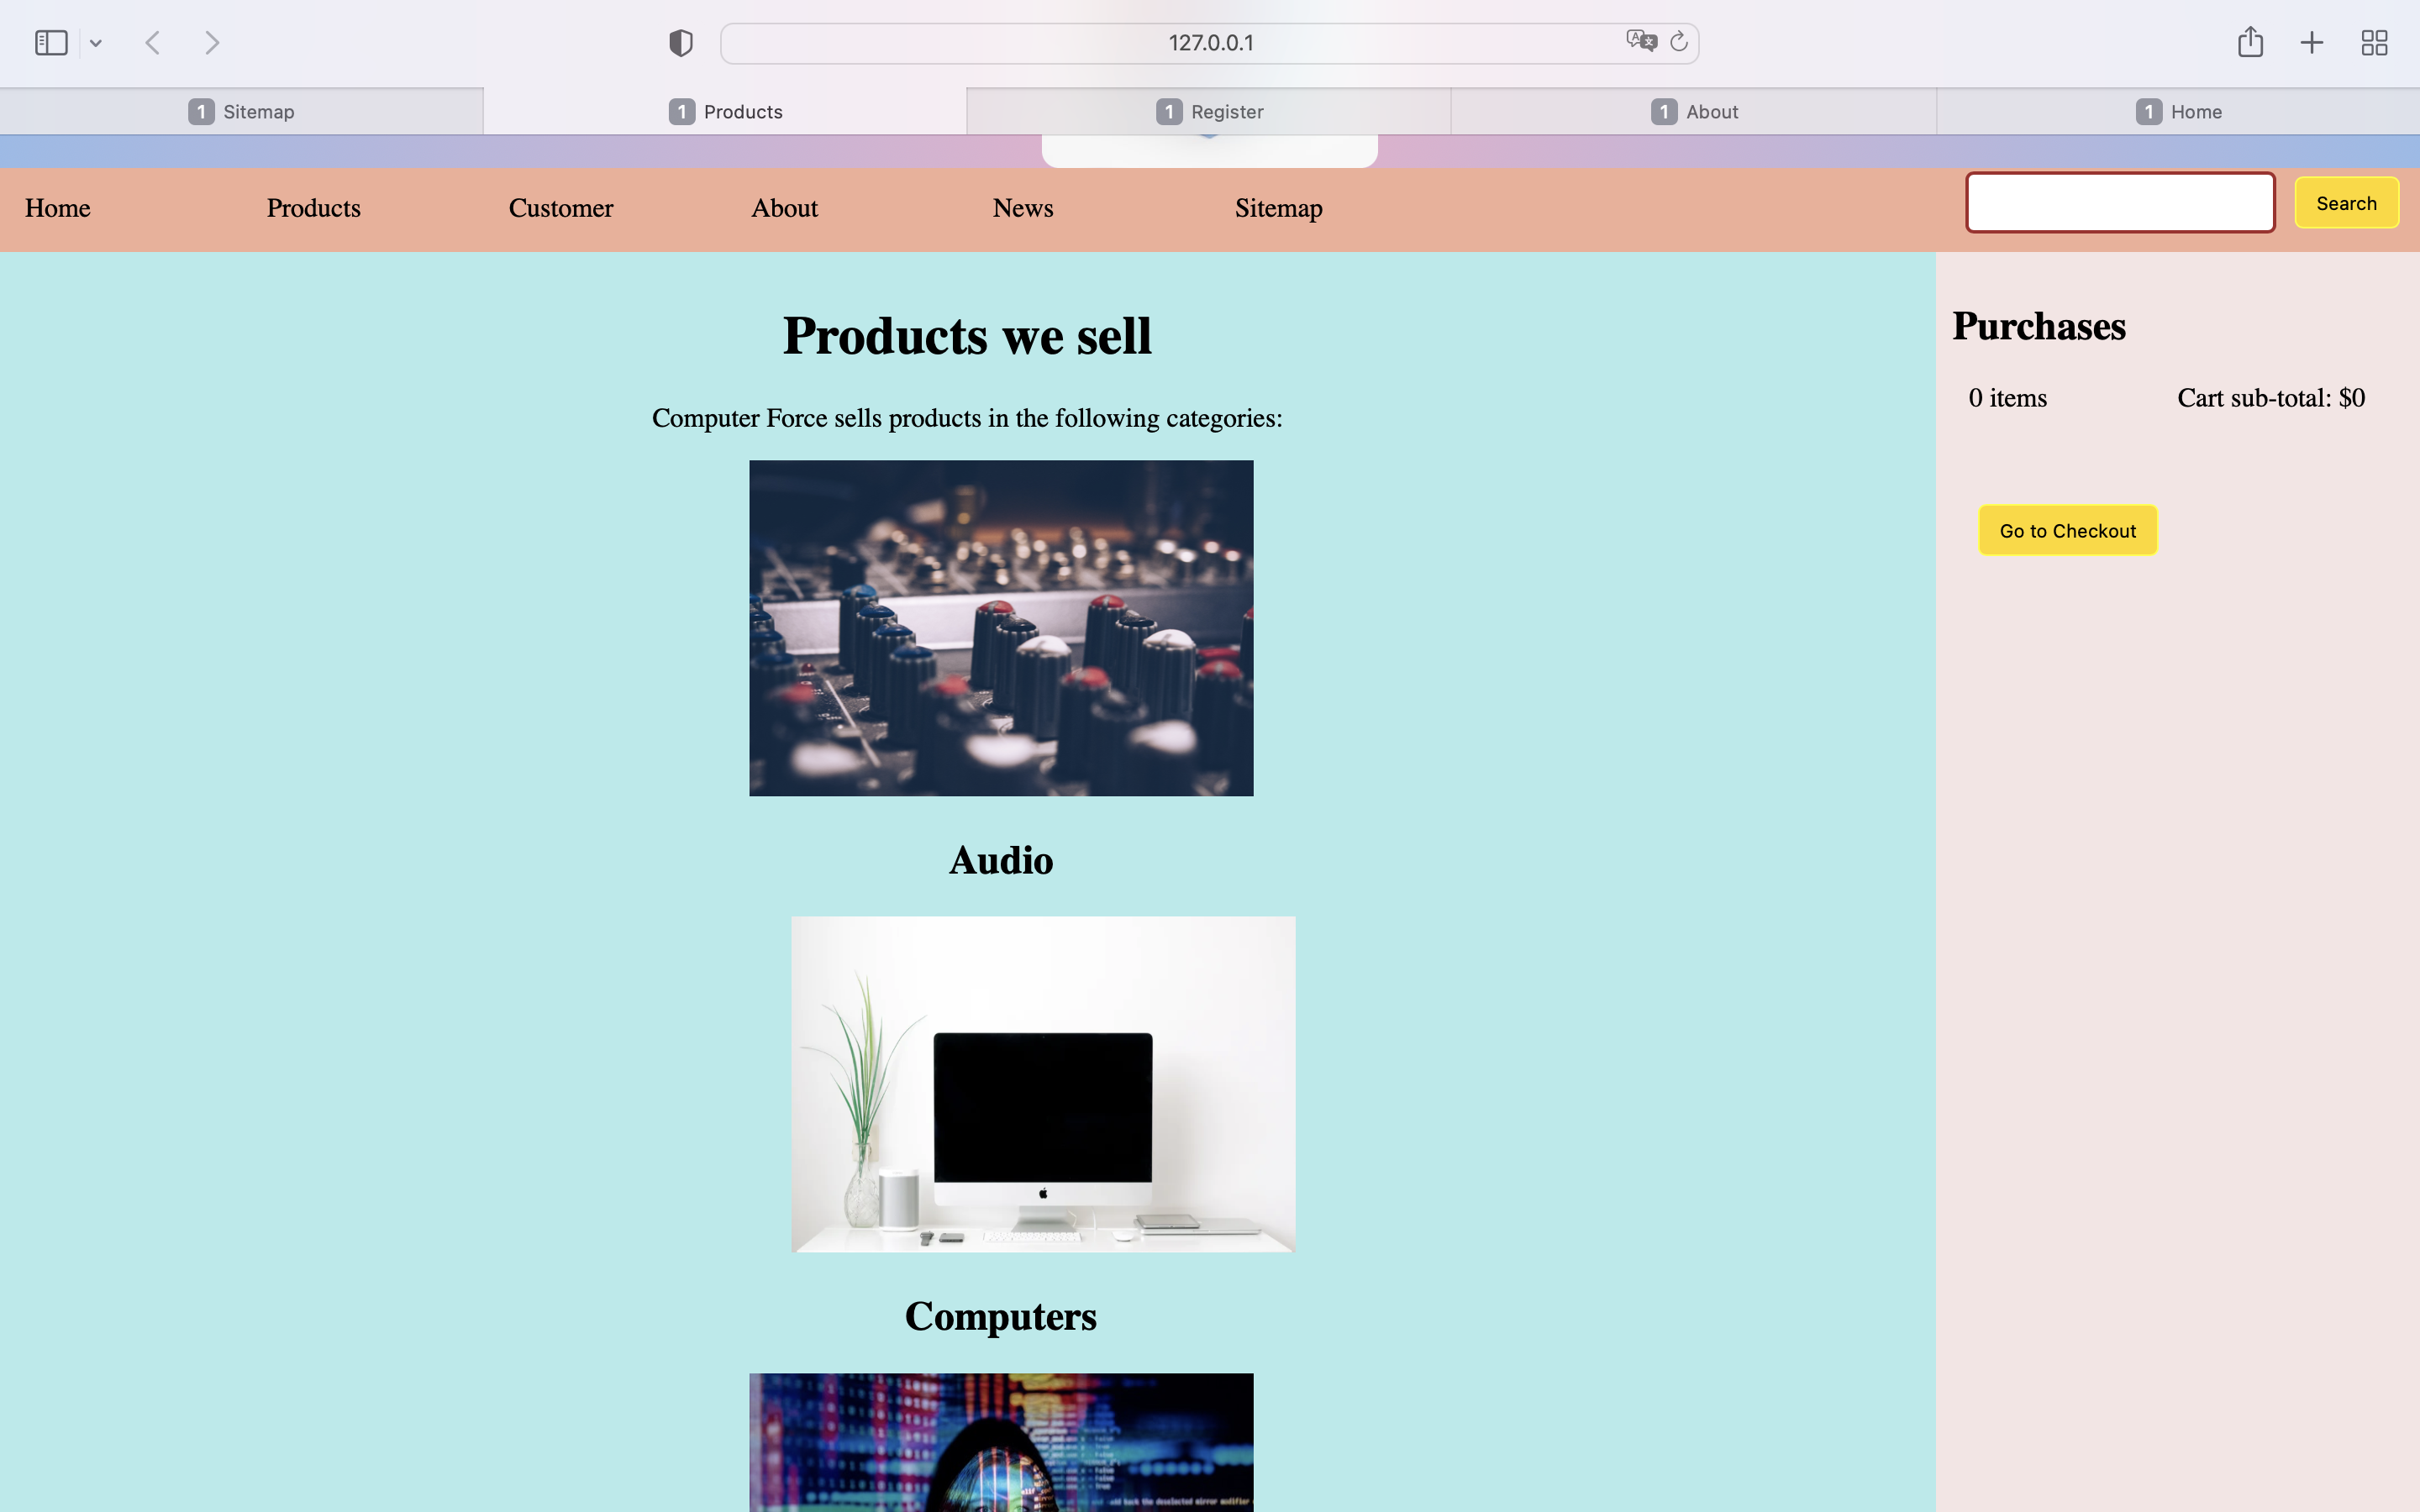 127.0.0.1
1 Sitemap
1 Products
1 Register
1 About
1 Home
Home Products Customer About News Sitemap Search
Products we sell
Computer Force sells products in the following categories:
Audio
Computers
Purchases
0 items Cart sub-total: $0
Go to Checkout